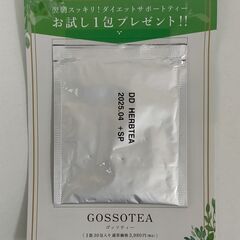 発酵スッキリ！ダイエットサポートティー
お試し1包プレゼント!!
DD HERBTEA
2025.04 +SP
GOSSOTEA
ゴッソティー